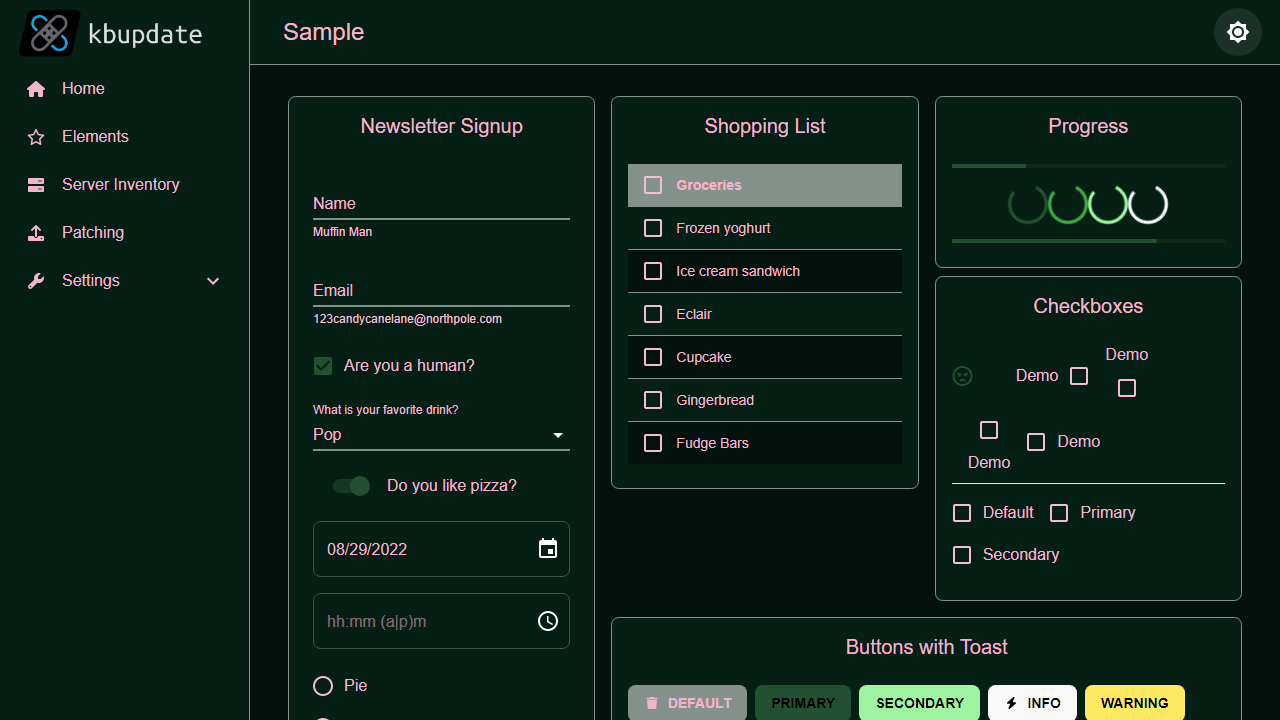 kbupdate
Sample
Home
Elements
Server Inventory
Patching
Settings
Newsletter Signup
Name
Muffin Man
Email
123candycanelane@northpole.com
Are you a human?
What is your favorite drink?
Pop
Do you like pizza?
08/29/2022
hh:mm (a|p)m
Pie
Shopping List
Groceries
Frozen yoghurt
Ice cream sandwich
Eclair
Cupcake
Gingerbread
Fudge Bars
Progress
Checkboxes
Demo
Demo
Demo
Demo
Default
Primary
Secondary
Buttons with Toast
DEFAULT
PRIMARY
SECONDARY
INFO
WARNING